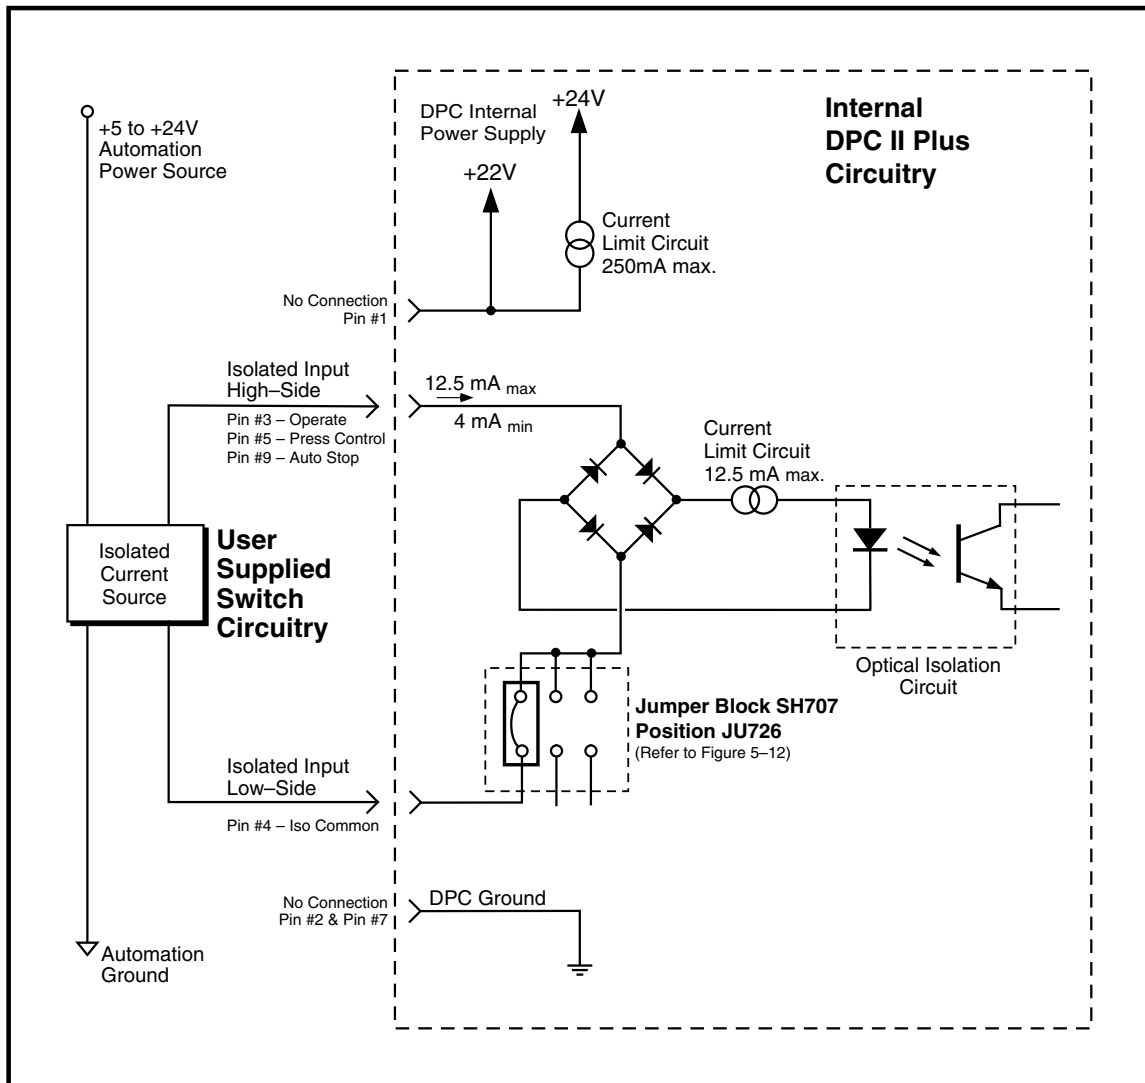 +5 to +24V
Automation
Power Source
DPC Internal
Power Supply
+24V
+22V
Internal
DPC II Plus
Circuitry
Current
Limit Circuit
250mA max.
No Connection
Pin #1
Isolated Input
High–Side
Pin #3 – Operate
Pin #5 – Press Control
Pin #9 – Auto Stop
12.5 mA max
4 mA min
Current
Limit Circuit
12.5 mA max.
Isolated
Current
Source
User
Supplied
Switch
Circuitry
Optical Isolation
Circuit
Jumper Block SH707
Position JU726
(Refer to Figure 5–12)
Isolated Input
Low–Side
Pin #4 – Iso Common
No Connection
Pin #2 & Pin #7
DPC Ground
Automation
Ground